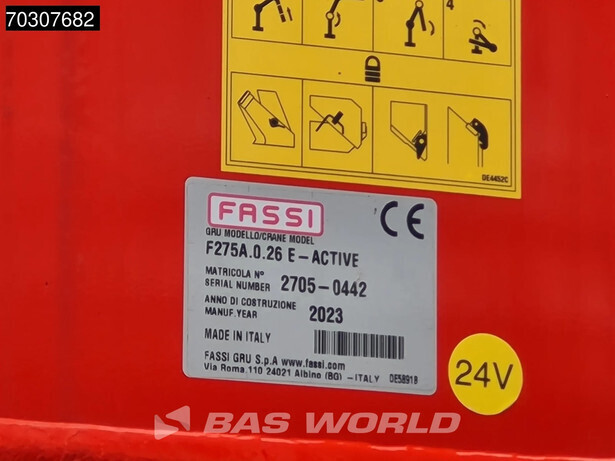 70307682
4
DE4452C
FASSI
CE
GRU MODELLO/CRANE MODEL
F275A.0.26 E-ACTIVE
MATRICOLA N°
SERIAL NUMBER 2705-0442
ANNO DI COSTRUZIONE
MANUF.YEAR 2023
MADE IN ITALY
FASSI GRU S.p.A www.fassi.com
Via Roma 110 24021 Albino (BG) -ITALY DE58918
24V
BAS WORLD